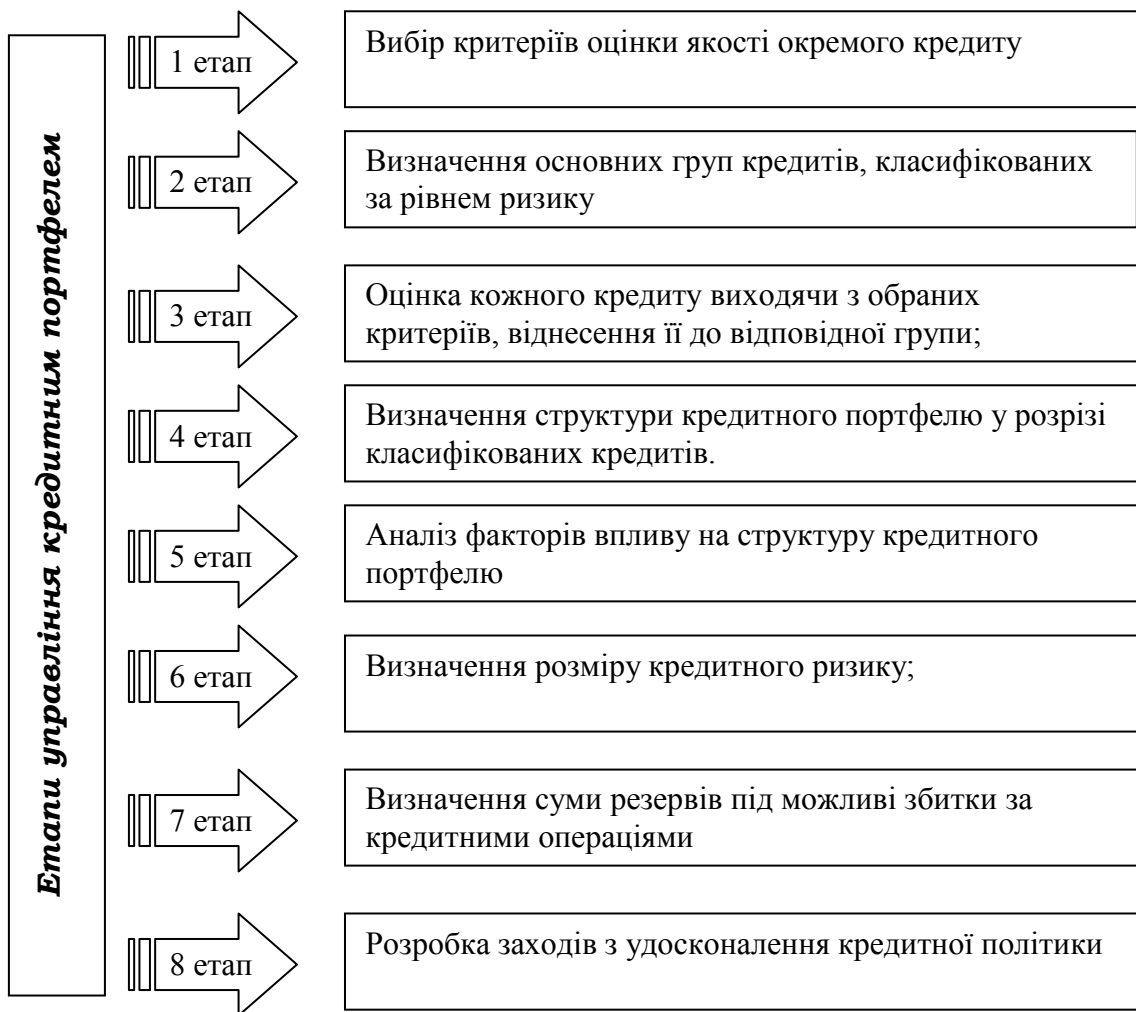 Етапи управління кредитним портфелем
1 етап
Вибір критеріїв оцінки якості окремого кредиту
2 етап
Визначення основних груп кредитів, класифікованих
за рівнем ризику
3 етап
Оцінка кожного кредиту виходячи з обраних
критеріїв, віднесення її до відповідної групи;
4 етап
Визначення структури кредитного портфелю у розрізі
класифікованих кредитів.
5 етап
Аналіз факторів впливу на структуру кредитного
портфелю
6 етап
Визначення розміру кредитного ризику;
7 етап
Визначення суми резервів під можливі збитки за
кредитними операціями
8 етап
Розробка заходів з удосконалення кредитної політики